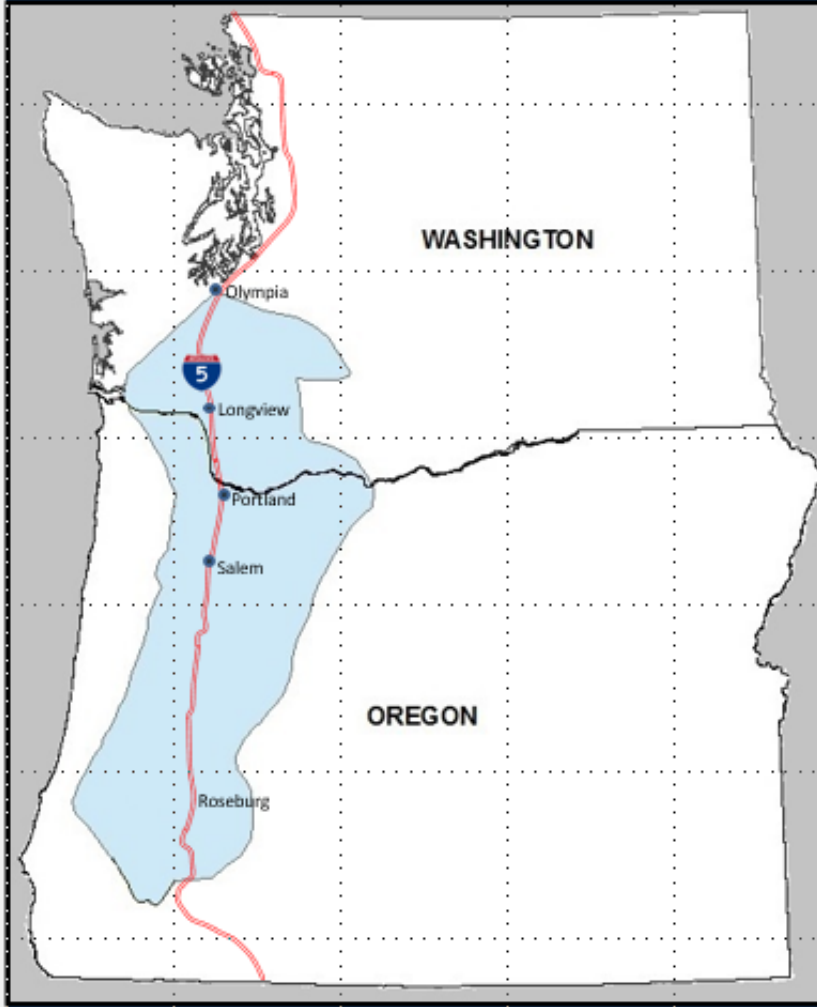 WASHINGTON
Olympia
5
Longview
Portland
Salem
OREGON
Roseburg